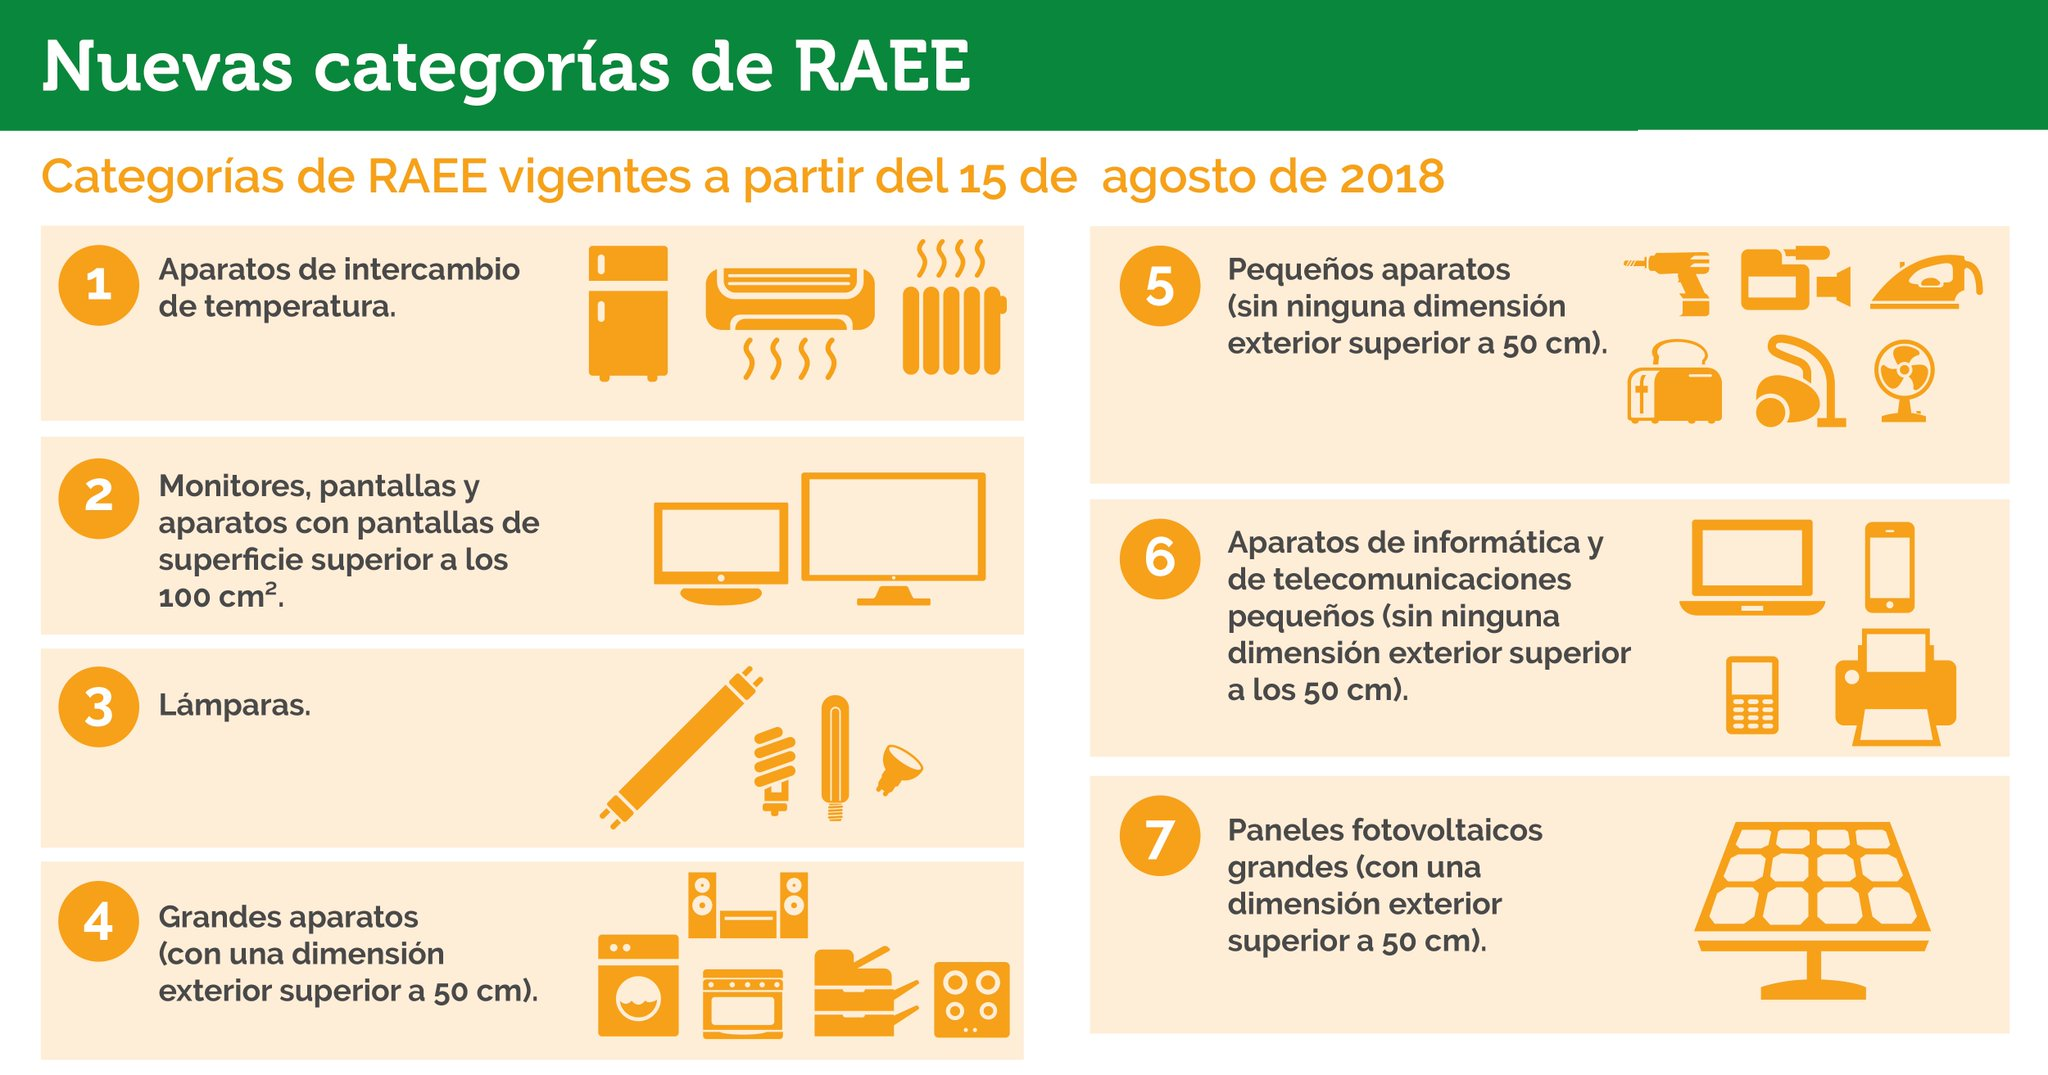 Nuevas categorías de RAEE
Categorías de RAEE vigentes a partir del 15 de agosto de 2018
1
Aparatos de intercambio
de temperatura.
2
Monitores, pantallas y
aparatos con pantallas de
superficie superior a los
100 cm².
3
Lámparas.
4
Grandes aparatos
(con una dimensión
exterior superior a 50 cm).
5
Pequeños aparatos
(sin ninguna dimensión
exterior superior a 50 cm).
6
Aparatos de informática y
de telecomunicaciones
pequeños (sin ninguna
dimensión exterior superior
a los 50 cm).
7
Paneles fotovoltaicos
grandes (con una
dimensión exterior
superior a 50 cm).